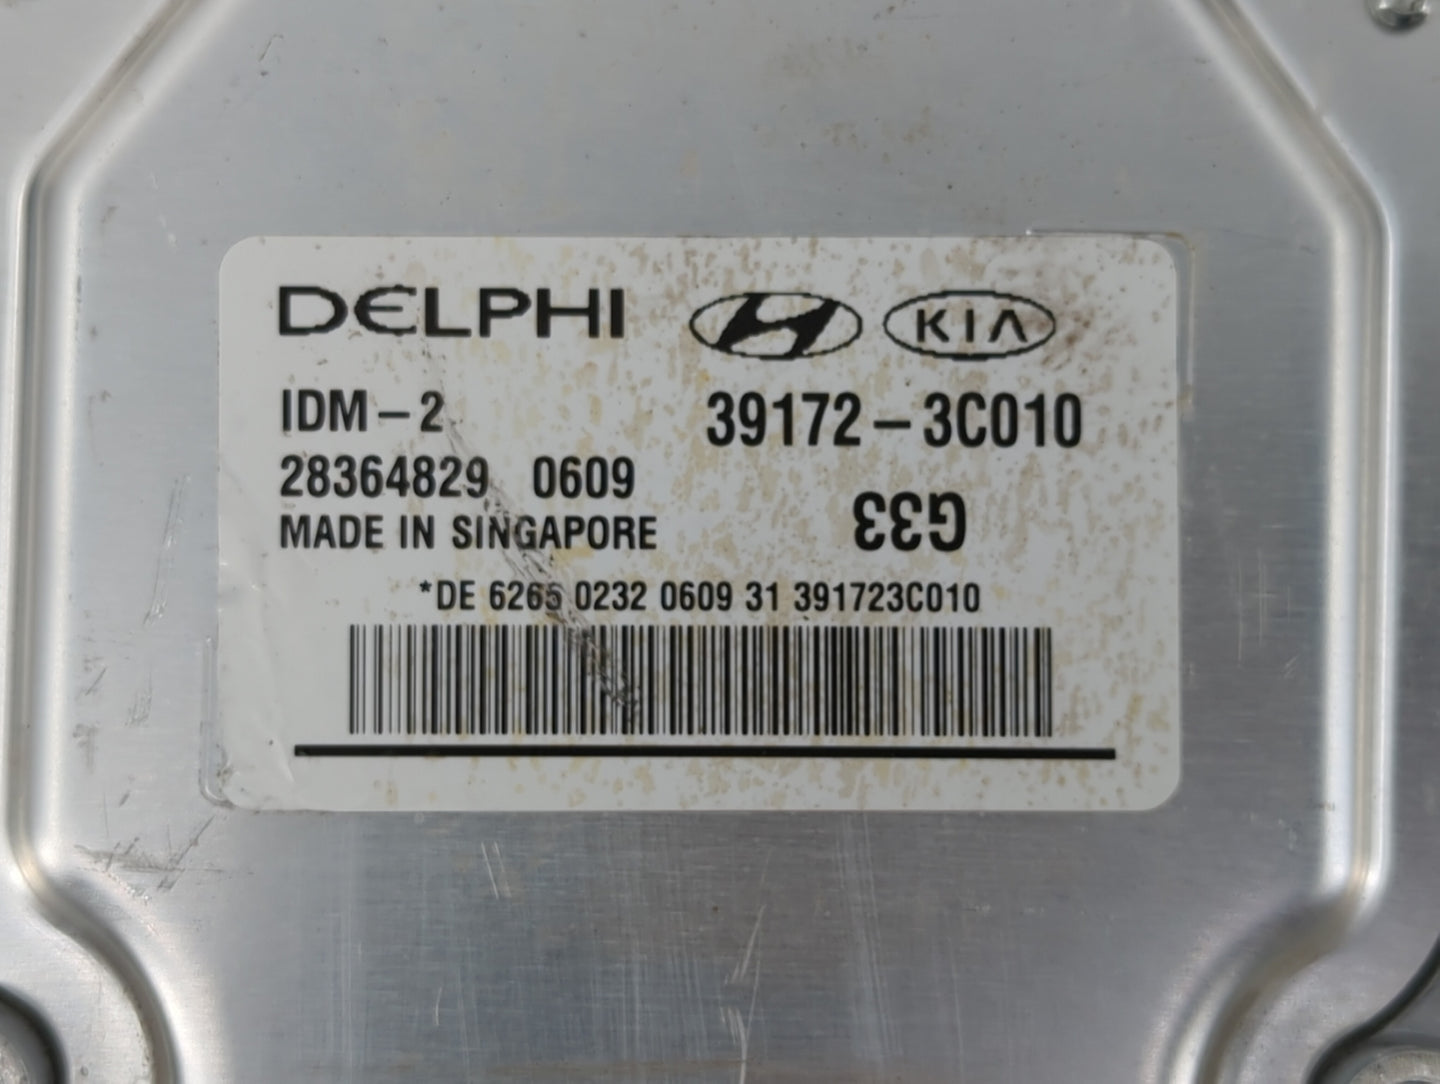 DELPHI
KIA
IDM-2
39172-3C010
28364829 0609
G33
MADE IN SINGAPORE
*DE 6265 0232 0609 31 391723C010